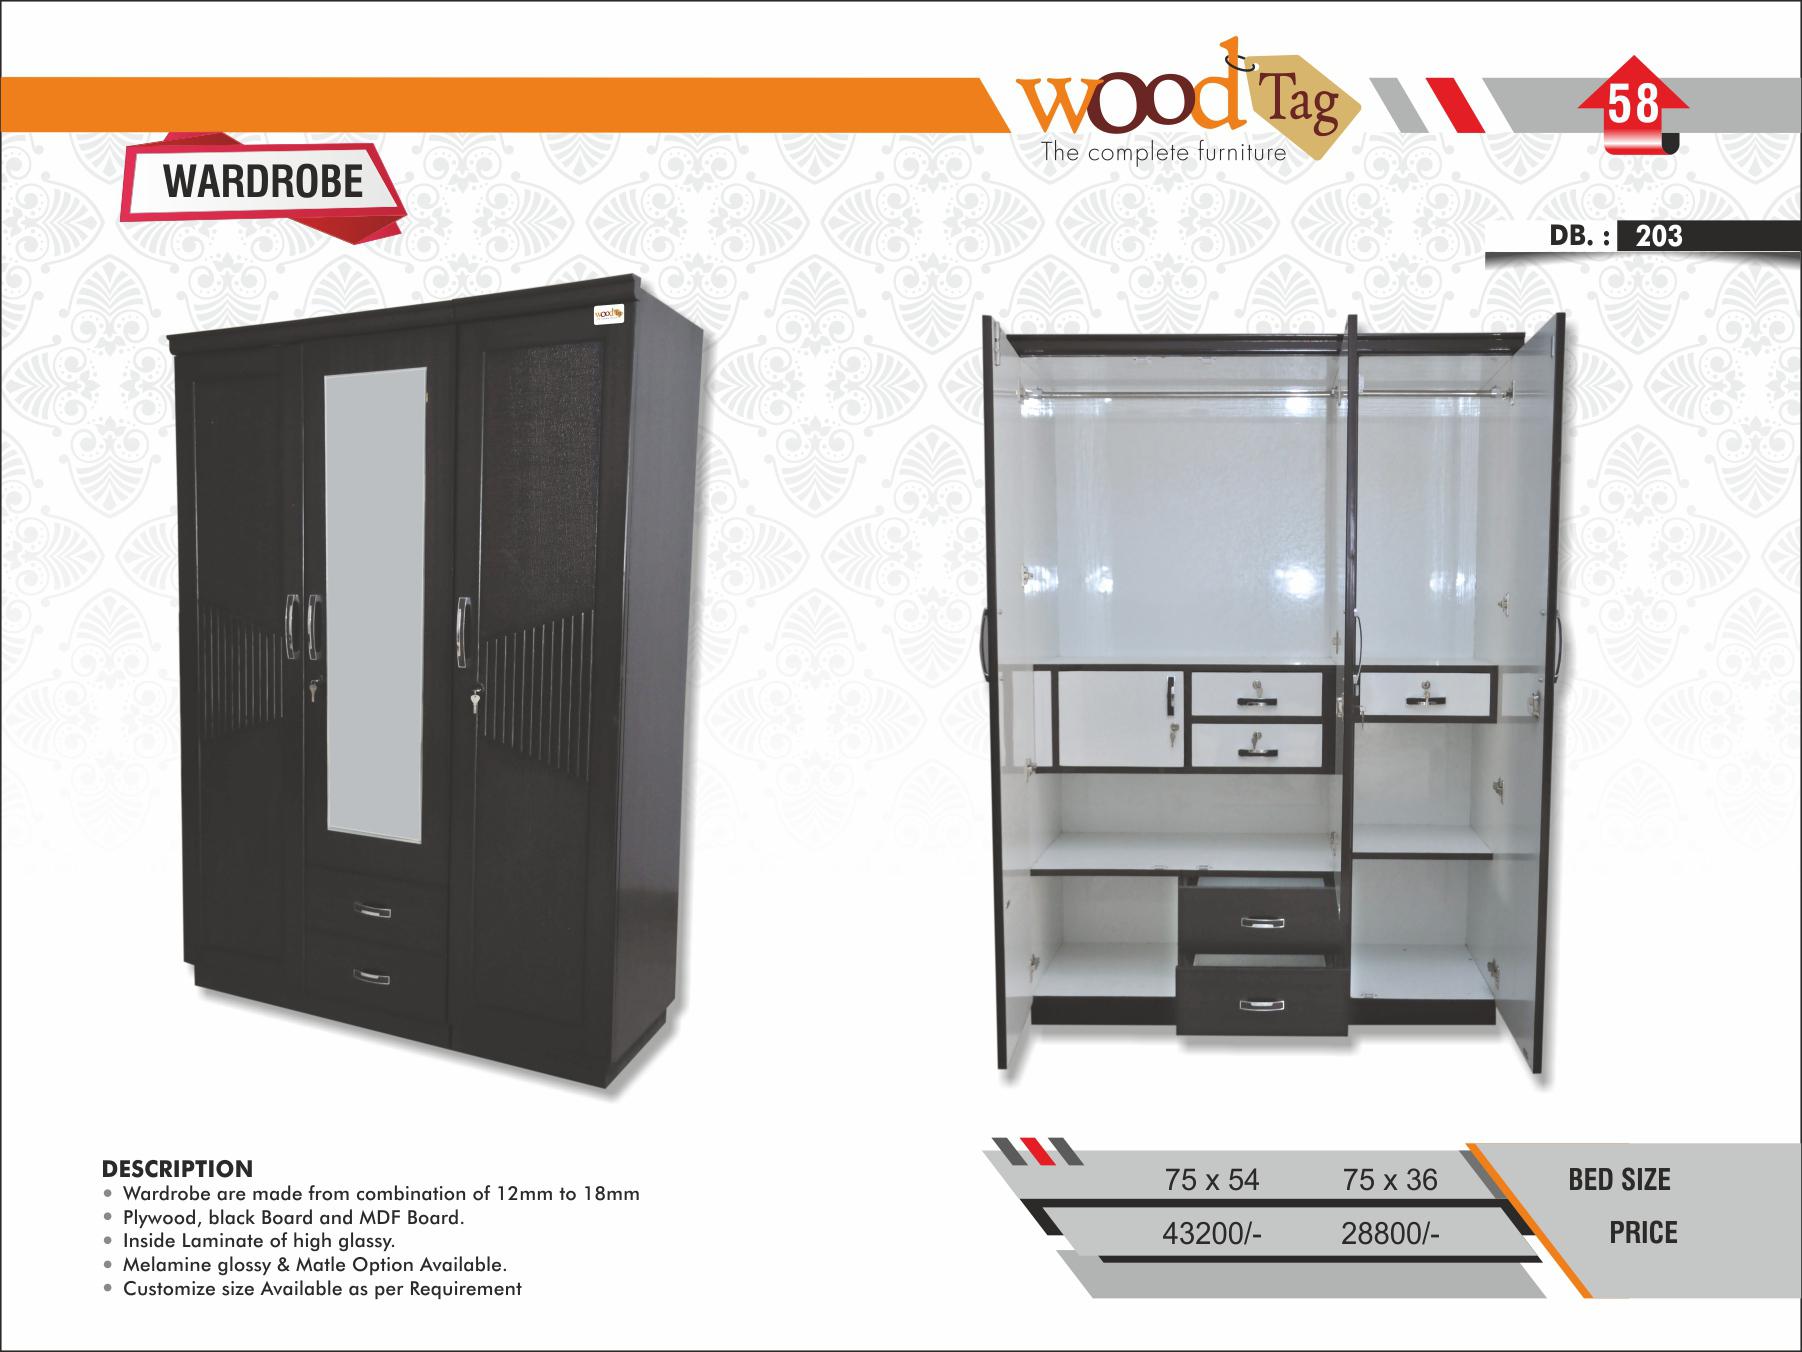 wood Tag
The complete furniture
58
WARDROBE
DB. : 203
wood Tag
DESCRIPTION
• Wardrobe are made from combination of 12mm to 18mm
• Plywood, black Board and MDF Board.
• Inside Laminate of high glassy.
• Melamine glossy & Matle Option Available.
• Customize size Available as per Requirement
75 x 54 75 x 36 BED SIZE
43200/- 28800/- PRICE